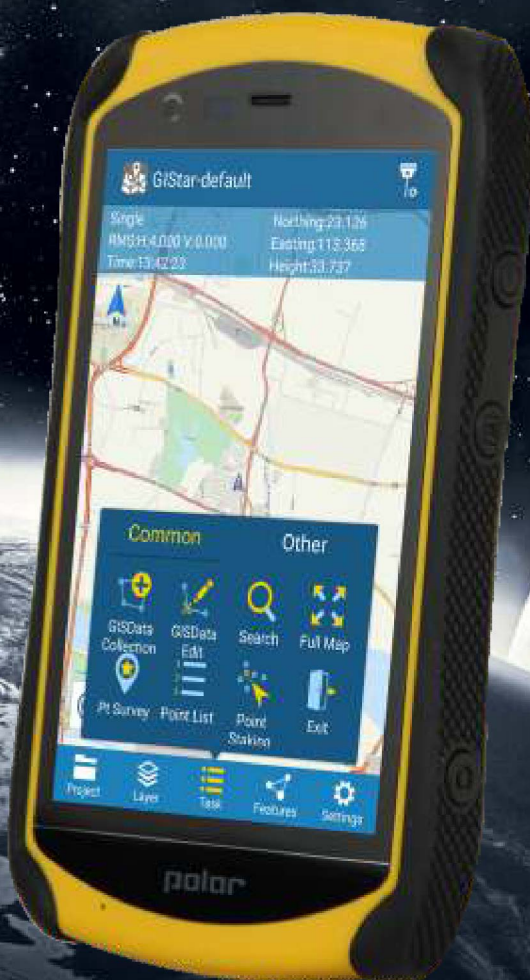 GIStar-default
Single
Northing:23.126
RMS:H:4.000 V:0.000
Easting:113.368
Time:13:42:23
Height:33.737
Common
Other
GISData
Collection
GISData
Edit
Search
Full Map
Pt Survey
Point List
Point
Staking
Exit
Project
Layer
Task
Features
Settings
polar